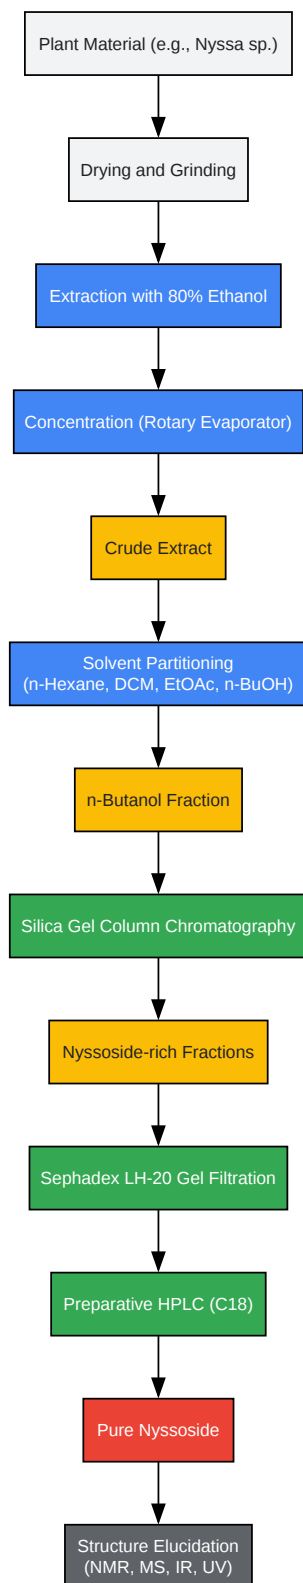 Plant Material (e.g., Nyssa sp.)
Drying and Grinding
Extraction with 80% Ethanol
Concentration (Rotary Evaporator)
Crude Extract
Solvent Partitioning
(n-Hexane, DCM, EtOAc, n-BuOH)
n-Butanol Fraction
Silica Gel Column Chromatography
Nyssoside-rich Fractions
Sephadex LH-20 Gel Filtration
Preparative HPLC (C18)
Pure Nyssoside
Structure Elucidation
(NMR, MS, IR, UV)